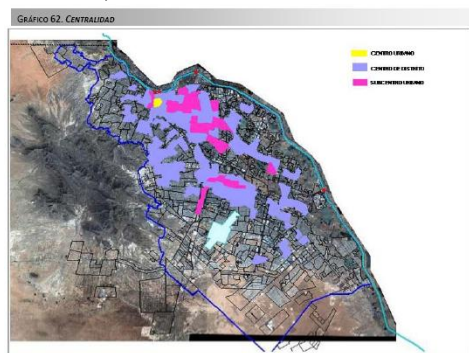 GRÁFICO 62. CENTRALIDAD
CENTRO URBANO
CENTRO DE DISTRITO
SUBCENTRO URBANO